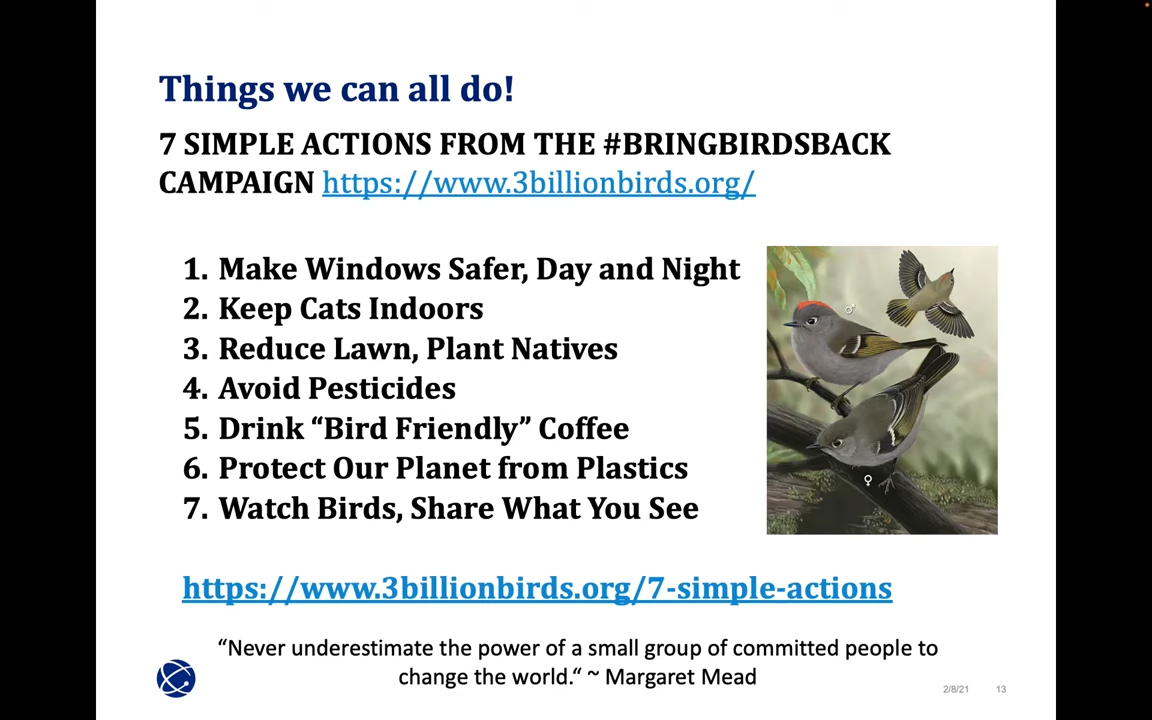 Things we can all do!
7 SIMPLE ACTIONS FROM THE #BRINGBIRDSBACK
CAMPAIGN https://www.3billionbirds.org/
1. Make Windows Safer, Day and Night
2. Keep Cats Indoors
3. Reduce Lawn, Plant Natives
4. Avoid Pesticides
5. Drink “Bird Friendly” Coffee
6. Protect Our Planet from Plastics
7. Watch Birds, Share What You See
♂
♀
https://www.3billionbirds.org/7-simple-actions
“Never underestimate the power of a small group of committed people to
change the world.“ ~ Margaret Mead
2/8/21 13